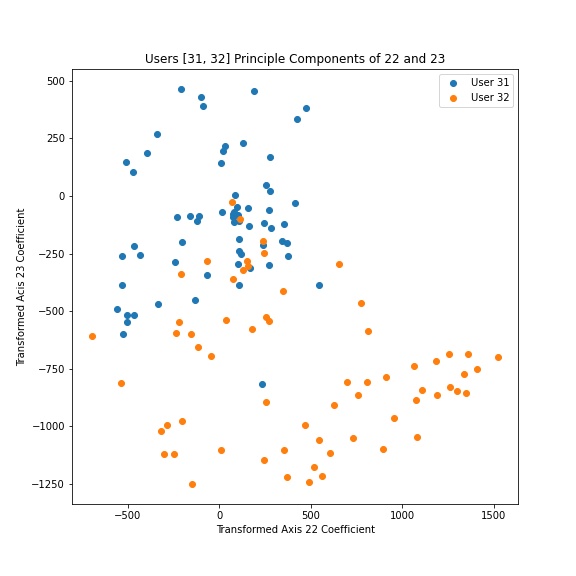 Users [31, 32] Principle Components of 22 and 23
User 31
User 32
500
250
0
−250
−500
−750
−1000
−1250
Transformed Acis 23 Coefficient
−500
0
500
1000
1500
Transformed Axis 22 Coefficient